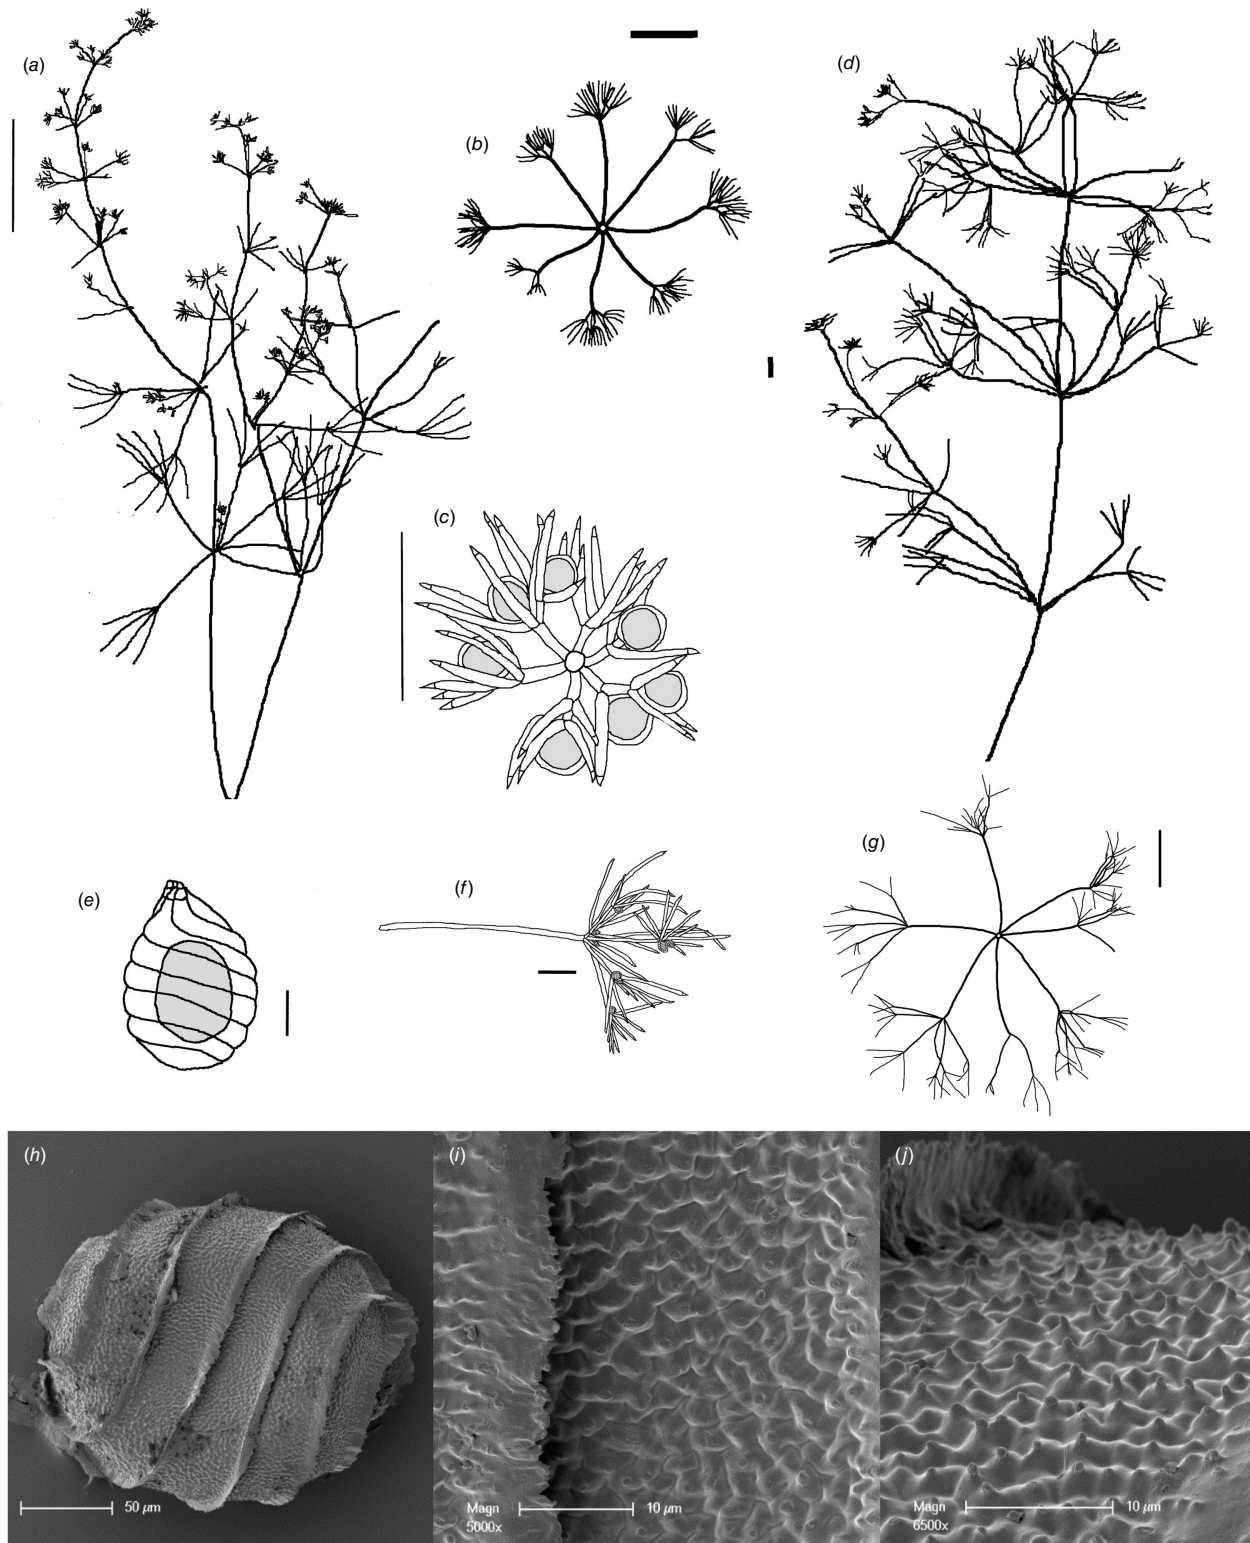 (a)
(b)
(d)
(c)
(e)
(f)
(g)
(h)
50 µm
(i)
Magn
5000x
10 µm
(j)
Magn
6500x
10 µm